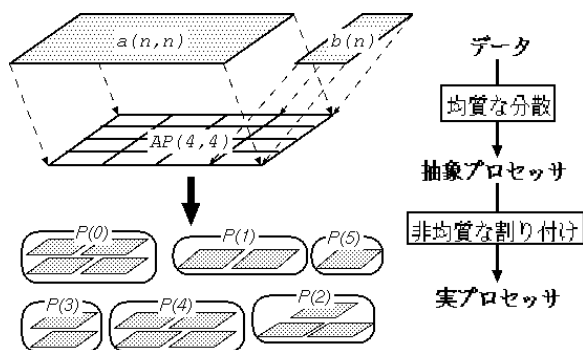 a(n,n)
b(n)
AP(4,4)
P(0)
P(1)
P(5)
P(3)
P(4)
P(2)
データ
均質な分散
抽象プロセッサ
非均質な割り付け
実プロセッサ